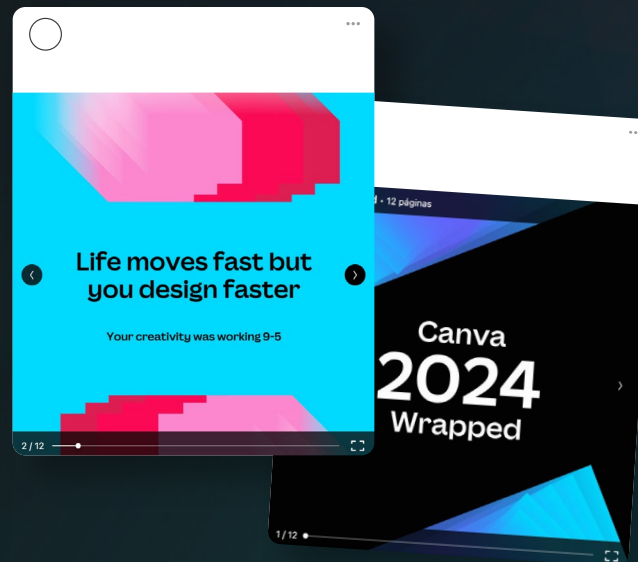 Life moves fast but
you design faster
Your creativity was working 9-5
2 / 12
• 12 páginas
Canva
2024
Wrapped
1 / 12